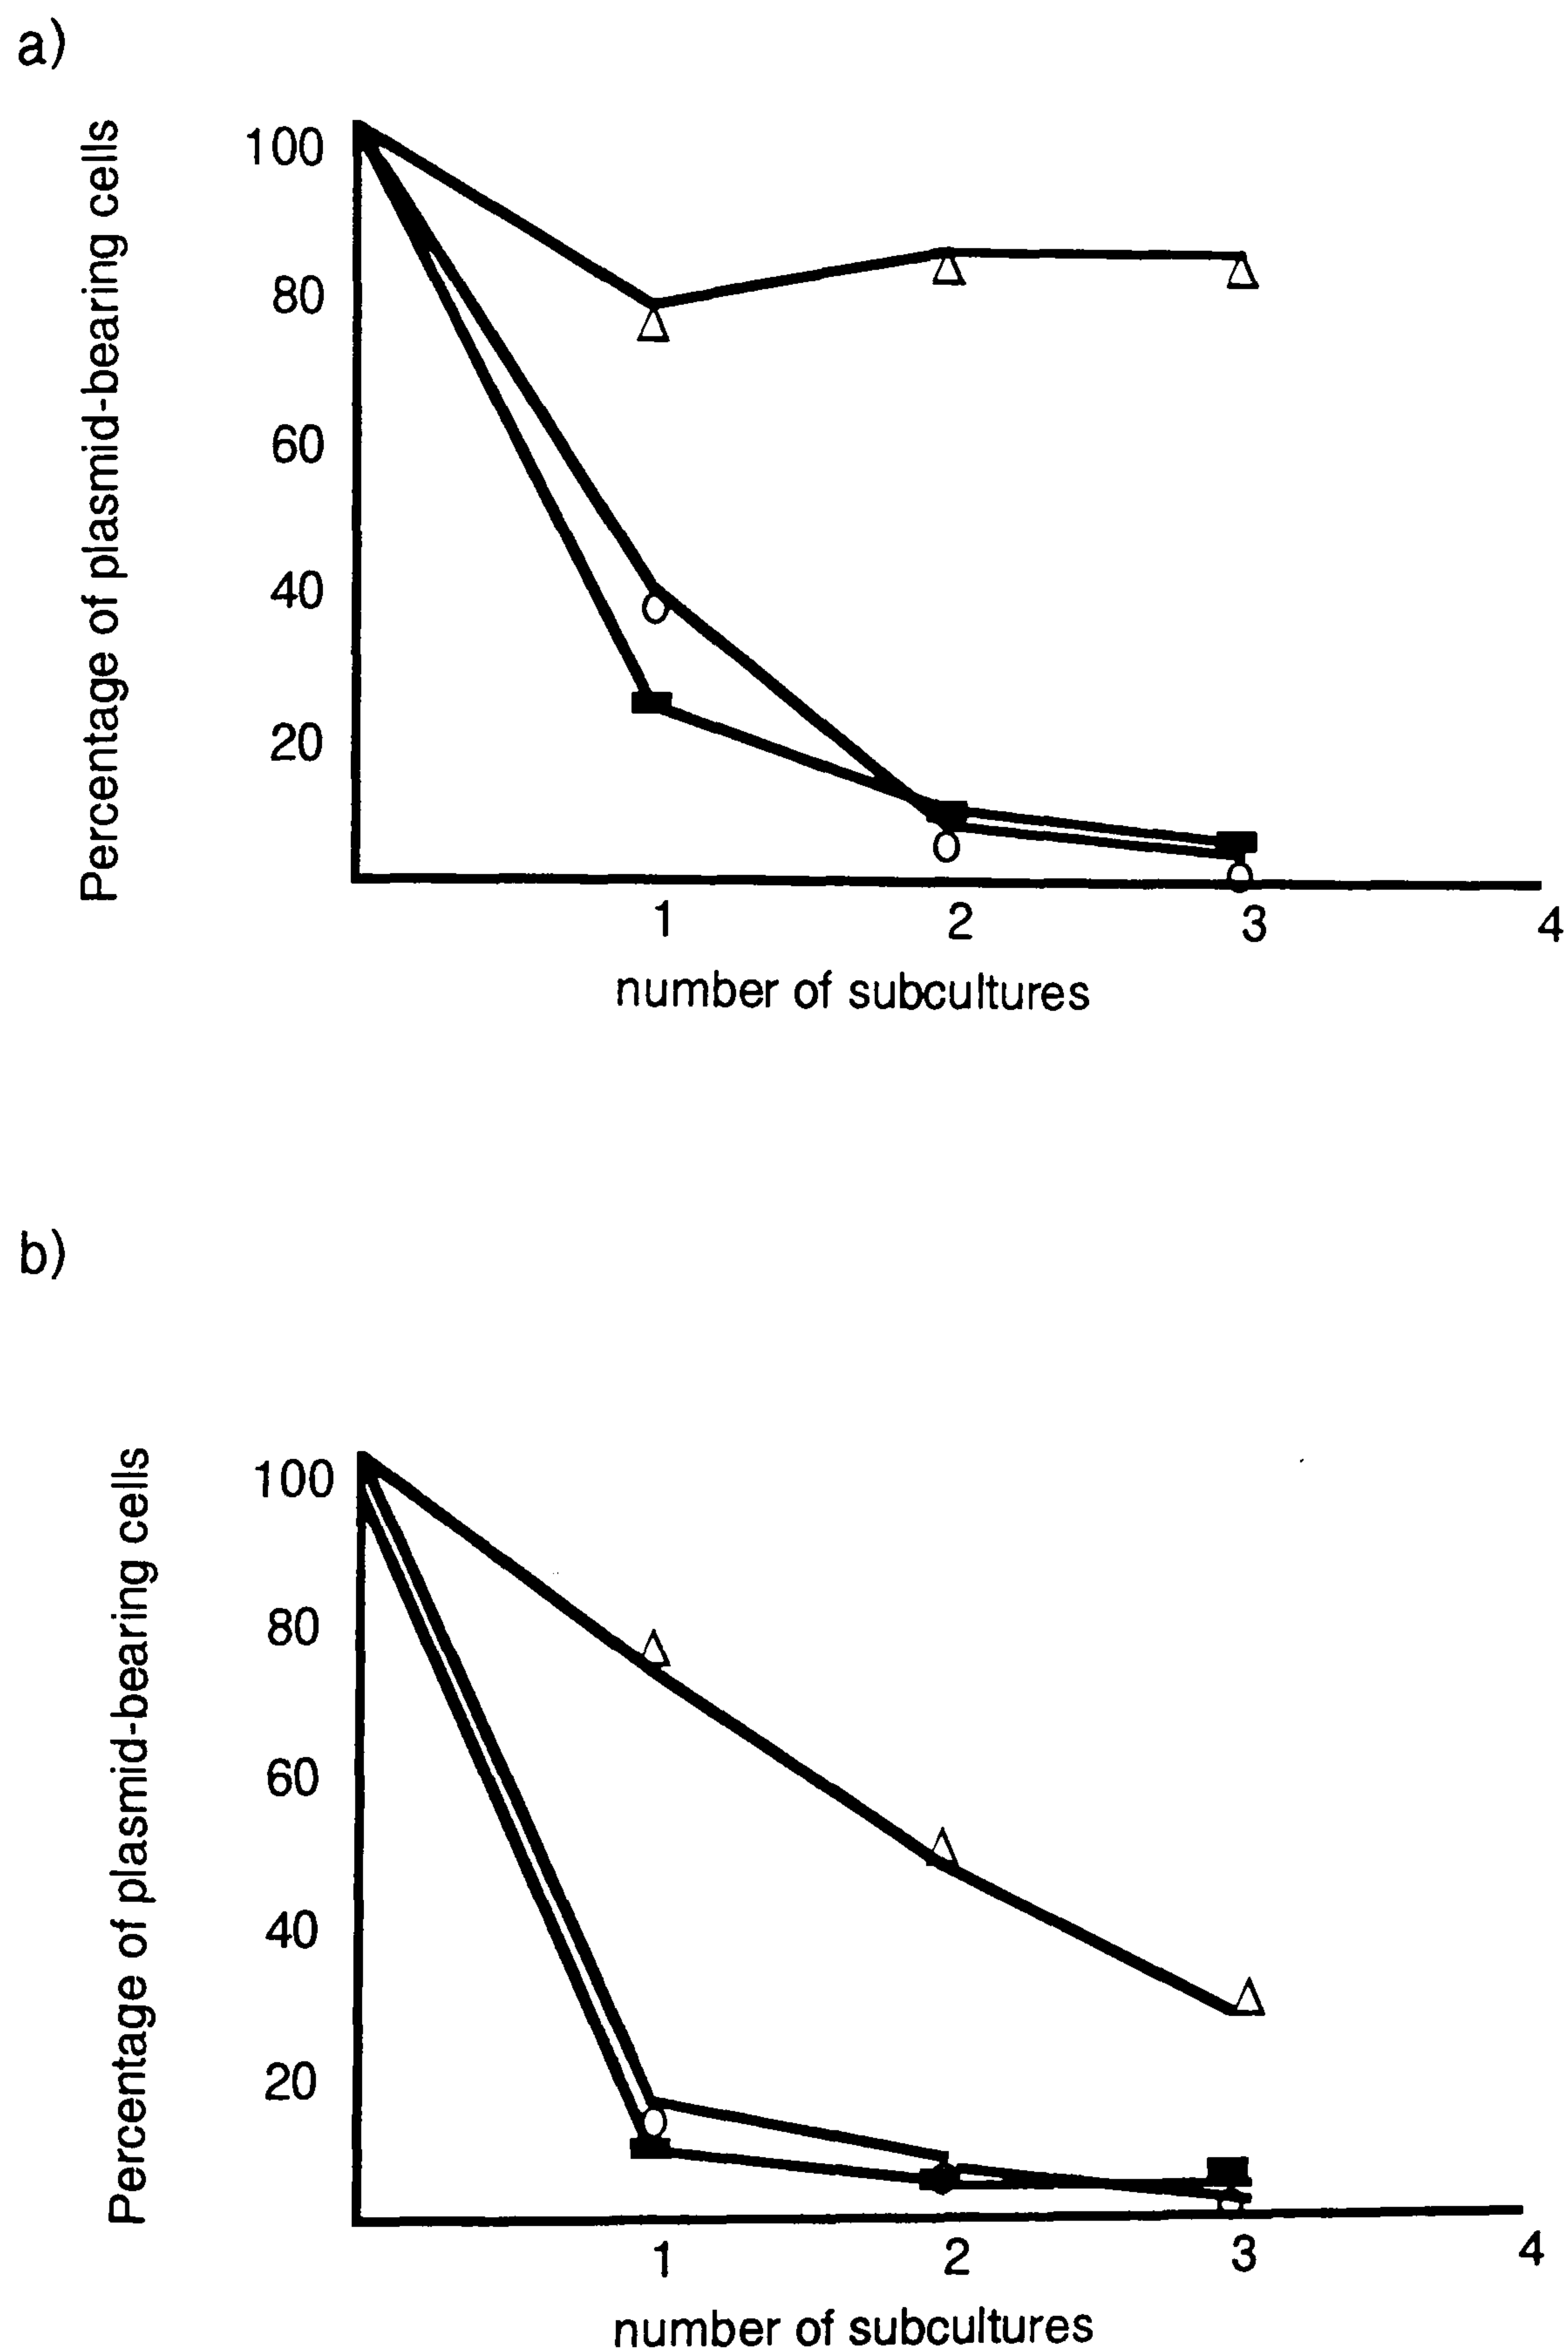 a)
Percentage of plasmid-bearing cells
100
80
60
40
20
1 2 3 4
number of subcultures
b)
Percentage of plasmid-bearing cells
100
80
60
40
20
1 2 3 4
number of subcultures